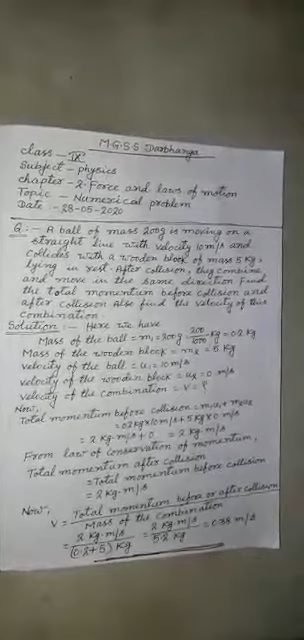 M.G.S.S Darbhanga
class - IX
Subject - physics
chapter - 2. Force and laws of motion
Topic - Numerical problem
Date :- 28-05-2020
Q:- A ball of mass 200g is moving on a
straight line with velocity 10m/s and
collides with a wooden block of mass 5 Kg,
lying in rest. After collision, they combine
and move in the same direction Find
the total momentum before collision and
after collision Also find the velocity of this
combination.
Solution :- Here we have
Mass of the ball = m₁ = 200g 200/1000 Kg = 0.2 Kg
Mass of the wooden block = m₂ = 5 Kg
velocity of the ball = u₁ = 10 m/s
velocity of the wooden block = u₂ = 0 m/s
velocity of the combination = V = ?
Now,
Total momentum before collision = m₁u₁ + m₂u₂
= 0.2 Kg x 10 m/s + 5 Kg x 0 m/s
= 2 Kg. m/s + 0 = 2 Kg. m/s
From law of conservation of momentum,
Total momentum after collision
= Total momentum before collision
= 2 Kg. m/s
Now,
V = Total momentum before or after collision / Mass of the combination
= 2 Kg. m/s / (0.2+5) Kg = 2 Kg. m/s / 5.2 Kg = 0.38 m/s